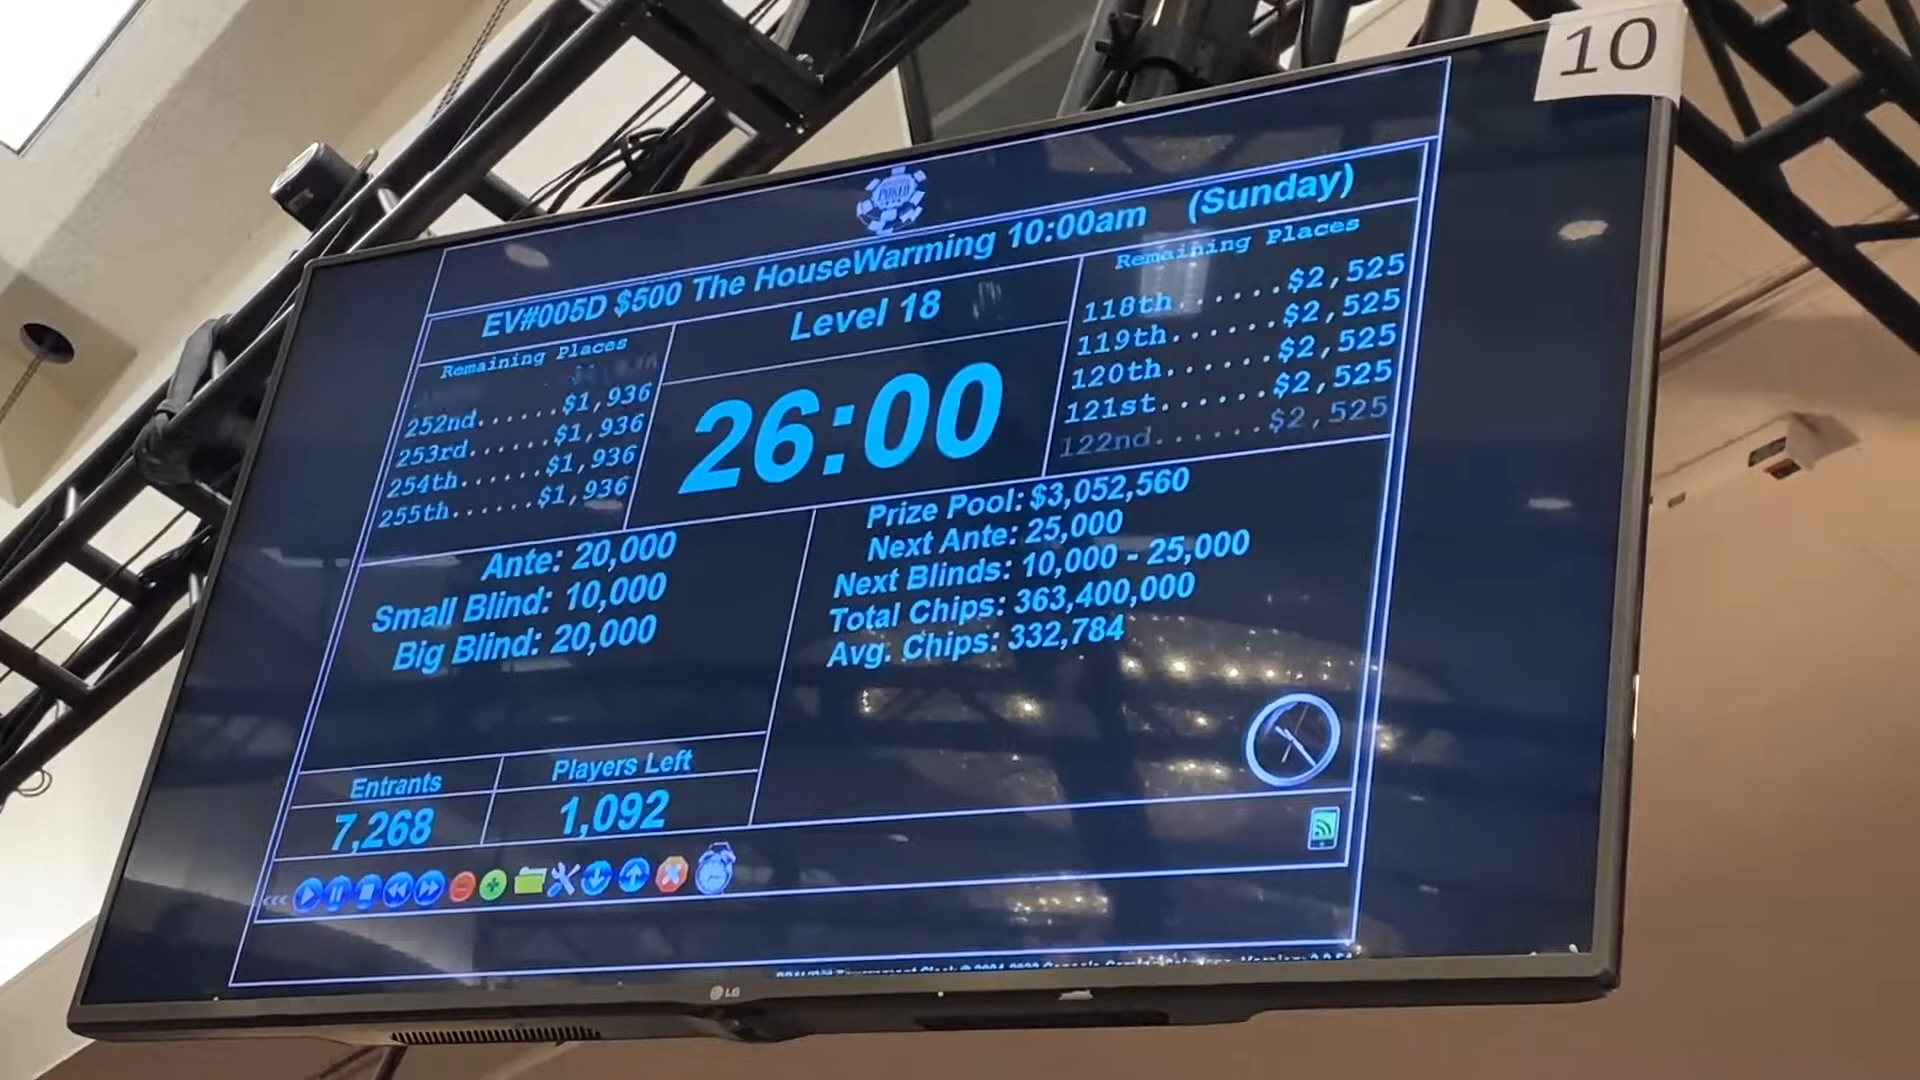 10
POKER
EV#005D $500 The HouseWarming 10:00am (Sunday)
Remaining Places
252nd......$1,936
253rd......$1,936
254th......$1,936
255th......$1,936
Level 18
26:00
Remaining Places
118th......$2,525
119th......$2,525
120th......$2,525
121st......$2,525
122nd......$2,525
Ante: 20,000
Small Blind: 10,000
Big Blind: 20,000
Prize Pool: $3,052,560
Next Ante: 25,000
Next Blinds: 10,000 - 25,000
Total Chips: 363,400,000
Avg. Chips: 332,784
Entrants
7,268
Players Left
1,092
<<<
LG